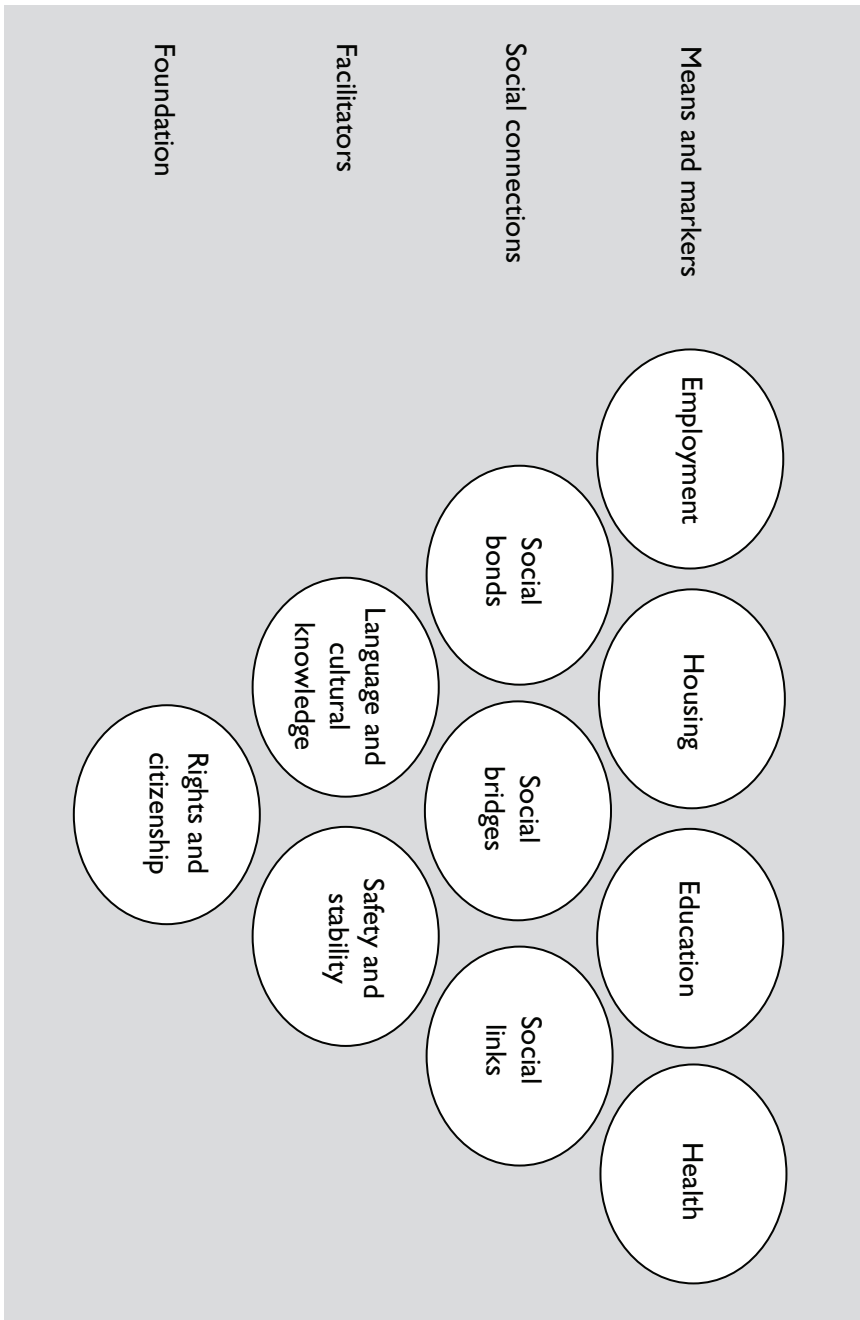 Means and markers
Employment
Housing
Education
Health
Social connections
Social
bonds
Social
bridges
Social
links
Facilitators
Language and
cultural
knowledge
Safety and
stability
Foundation
Rights and
citizenship